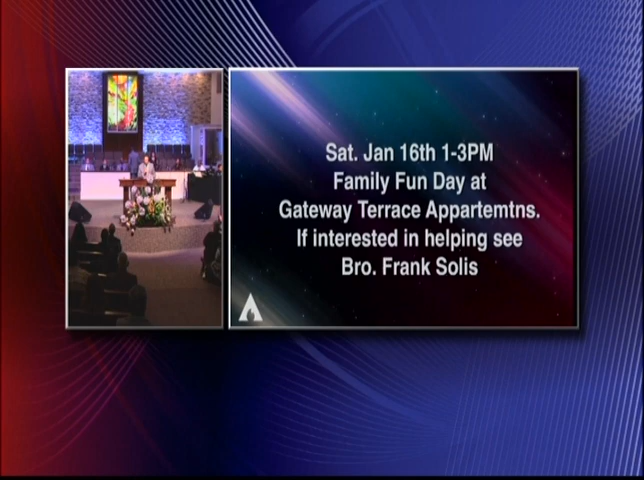 Sat. Jan 16th 1-3PM
Family Fun Day at
Gateway Terrace Appartemtns.
If interested in helping see
Bro. Frank Solis